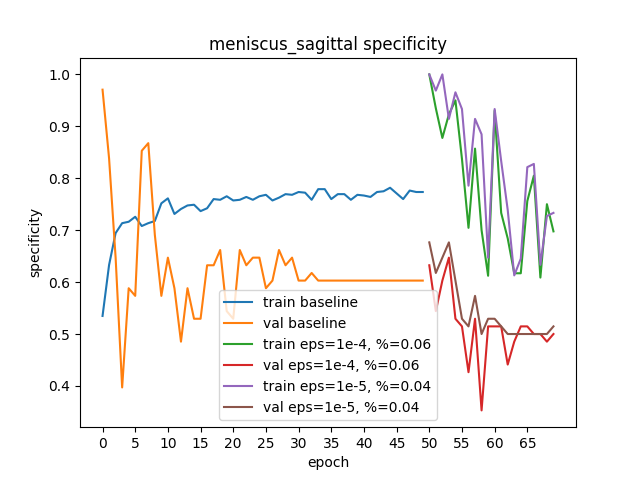 meniscus_sagittal specificity
specificity
1.0
0.9
0.8
0.7
0.6
0.5
0.4
train baseline
val baseline
train eps=1e-4, %=0.06
val eps=1e-4, %=0.06
train eps=1e-5, %=0.04
val eps=1e-5, %=0.04
0 5 10 15 20 25 30 35 40 45 50 55 60 65
epoch